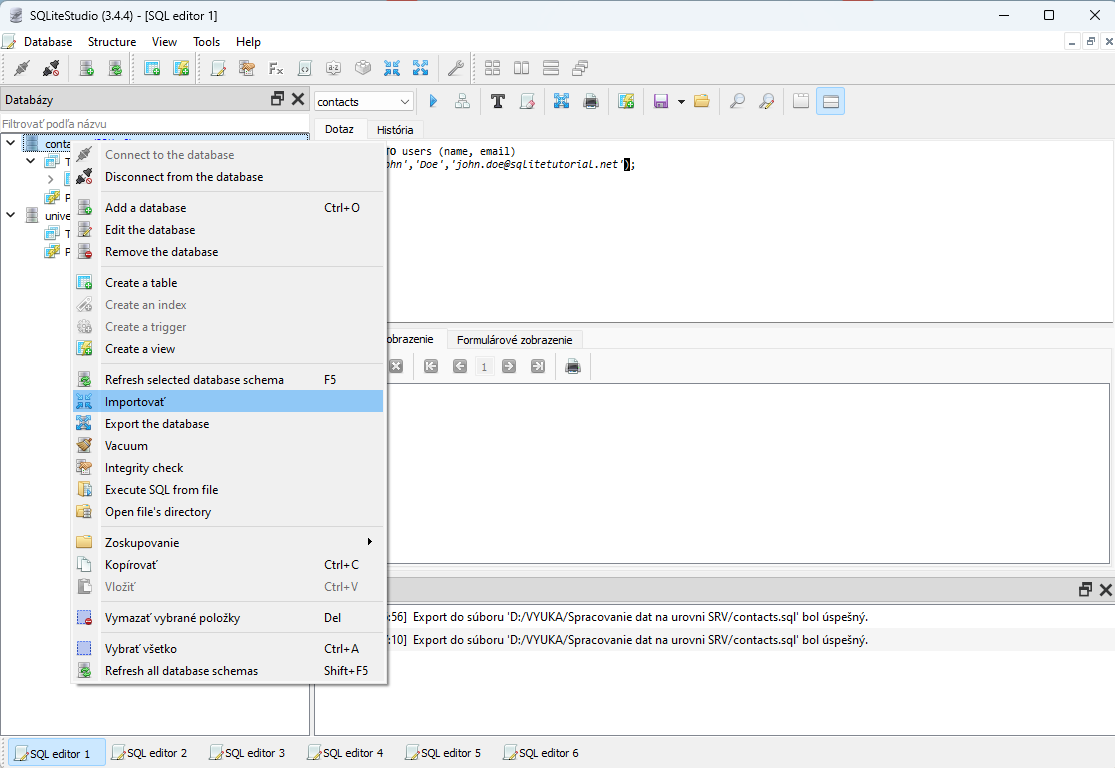 SQLiteStudio (3.4.4) - [SQL editor 1]
Database Structure View Tools Help
Databázy
contacts
Filtrovať podľa názvu
Dotaz História
users (name, email)
'Doe','john.doe@sqlitetutorial.net');
Connect to the database
Disconnect from the database
Add a database Ctrl+O
Edit the database
Remove the database
Create a table
Create an index
Create a trigger
Create a view
Refresh selected database schema F5
Importovať
Export the database
Vacuum
Integrity check
Execute SQL from file
Open file's directory
Zoskupovanie
Kopírovať Ctrl+C
Vložiť Ctrl+V
Vymazať vybrané položky Del
Vybrať všetko Ctrl+A
Refresh all database schemas Shift+F5
Formulárové zobrazenie
1
:56] Export do súboru 'D:/VYUKA/Spracovanie dat na urovni SRV/contacts.sql' bol úspešný.
:10] Export do súboru 'D:/VYUKA/Spracovanie dat na urovni SRV/contacts.sql' bol úspešný.
SQL editor 1 SQL editor 2 SQL editor 3 SQL editor 4 SQL editor 5 SQL editor 6